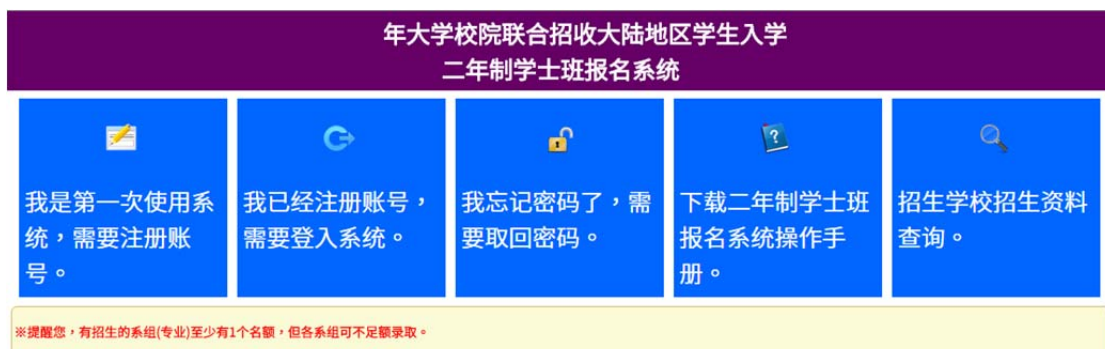 年大学校院联合招收大陆地区学生入学
二年制学士班报名系统
我是第一次使用系
统，需要注册账
号。
我已经注册账号，
需要登入系统。
我忘记密码了，需
要取回密码。
下载二年制学士班
报名系统操作手
册。
招生学校招生资料
查询。
※提醒您，有招生的系组(专业)至少有1个名额，但各系组可不足额录取。